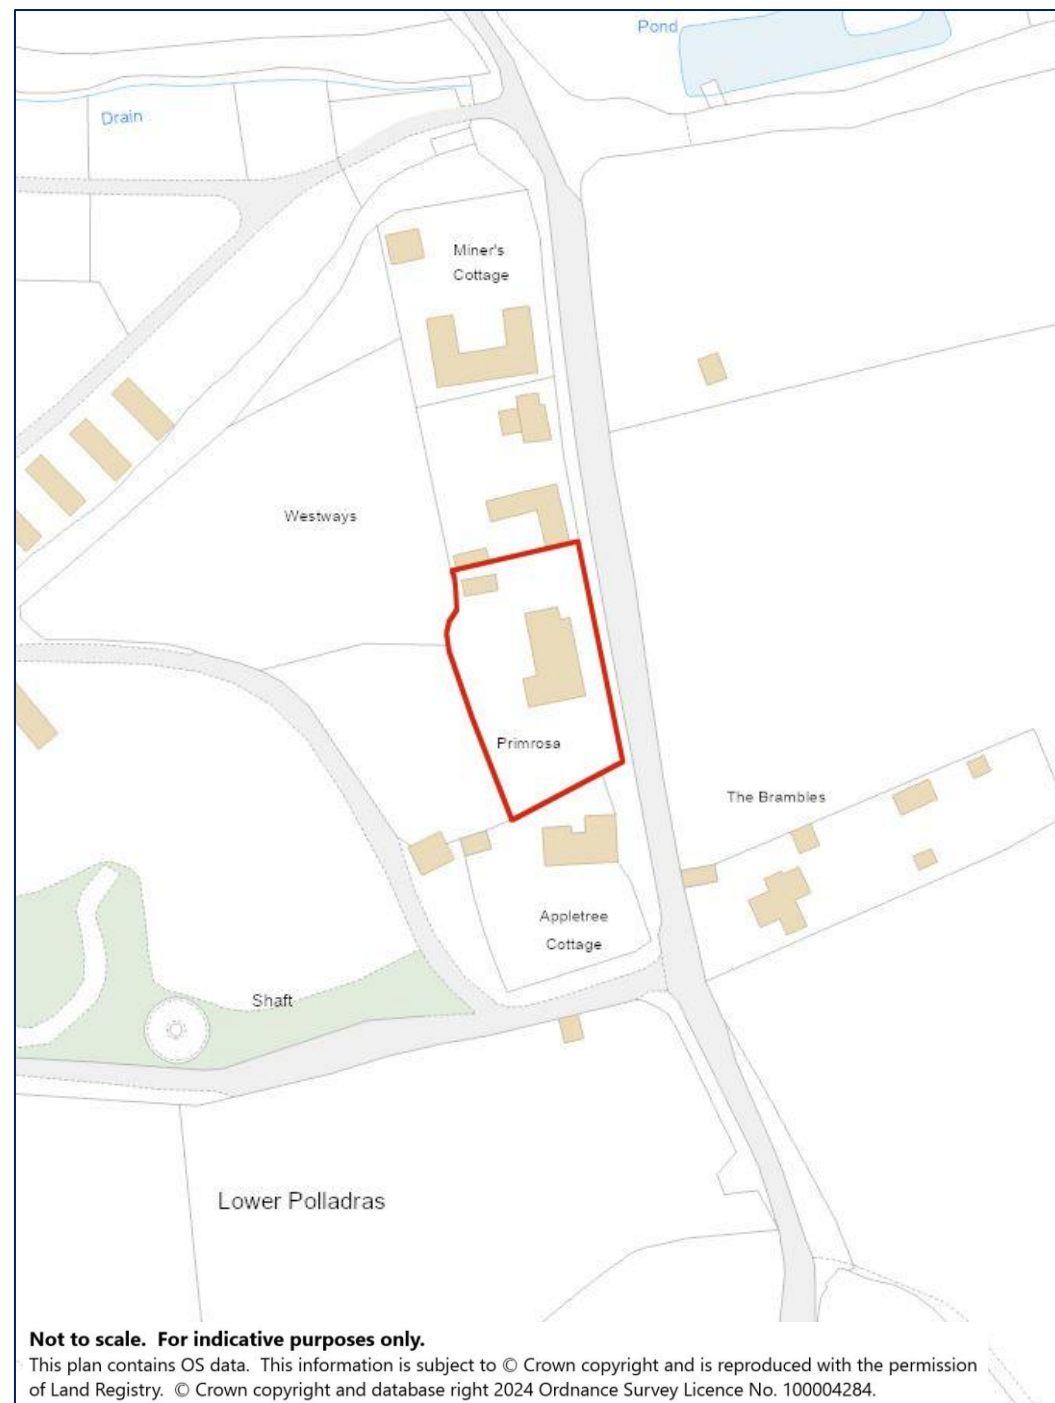 Pond
Drain
Miner's
Cottage
Westways
Primrosa
The Brambles
Appletree
Cottage
Shaft
Lower Polladras
Not to scale. For indicative purposes only.
This plan contains OS data. This information is subject to © Crown copyright and is reproduced with the permission
of Land Registry. © Crown copyright and database right 2024 Ordnance Survey Licence No. 100004284.